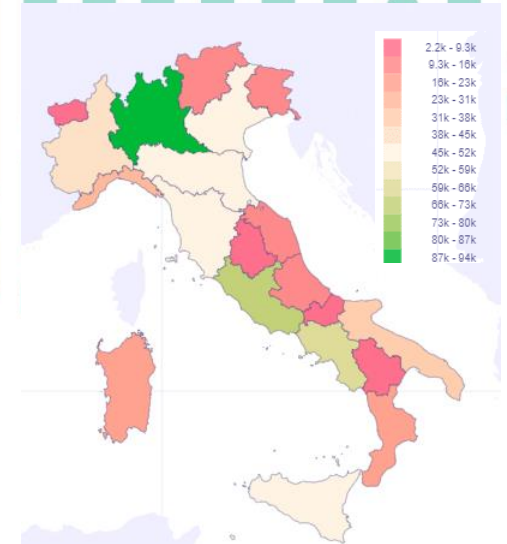 2.2k - 9.3k
9.3k - 16k
16k - 23k
23k - 31k
31k - 38k
38k - 45k
45k - 52k
52k - 59k
59k - 66k
66k - 73k
73k - 80k
80k - 87k
87k - 94k